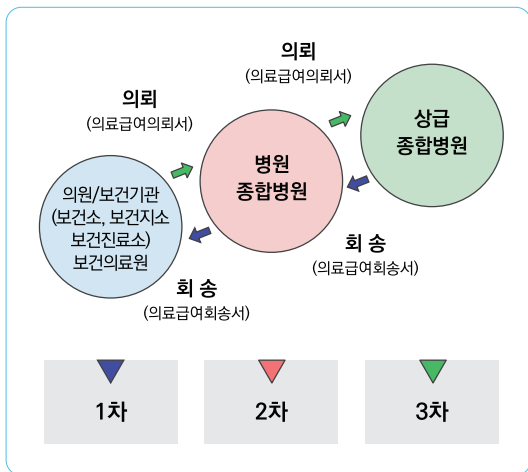 의뢰
(의료급여의뢰서)
상급
종합병원
의뢰
(의료급여의뢰서)
병원
종합병원
의원/보건기관
(보건소, 보건지소
보건진료소)
보건의료원
회 송
(의료급여회송서)
회 송
(의료급여회송서)
1차
2차
3차